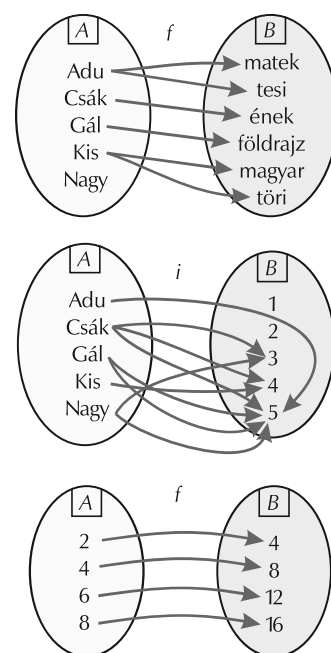 A f B
Adu matek
Csák tesi
Gál ének
Kis földrajz
Nagy magyar
töri
A i B
Adu 1
Csák 2
Gál 3
Kis 4
Nagy 5
A f B
2 4
4 8
6 12
8 16